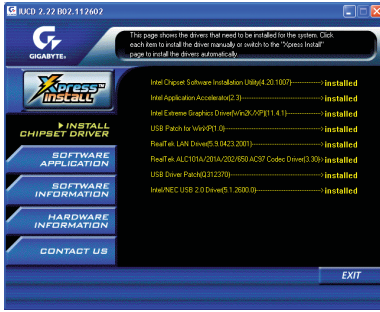 IUCD 2.22 B02.112602
GIGABYTE™
This page shows the drivers that need to be installed for the system. Click
each item to install the driver manually or switch to the "Xpress Install"
page to install the drivers automatically.
Xpress™
Install
INSTALL
CHIPSET DRIVER
SOFTWARE
APPLICATION
SOFTWARE
INFORMATION
HARDWARE
INFORMATION
CONTACT US
Intel Chipset Software Installation Utility(4.20.1007)---------------->installed
Intel Application Accelerator(2.3)---------------->installed
Intel Extreme Graphics Driver(Win2K/XP)(11.4.1)---------------->installed
USB Patch for WinXP(1.0)---------------->installed
RealTek LAN Driver(5.9.0423.2001)---------------->installed
RealTek ALC101A/201A/202/650 AC97 Codec Driver(3.30)->installed
USB Driver Patch(Q312370)---------------->installed
Intel/NEC USB 2.0 Driver(5.1.2600.0)---------------->installed
EXIT